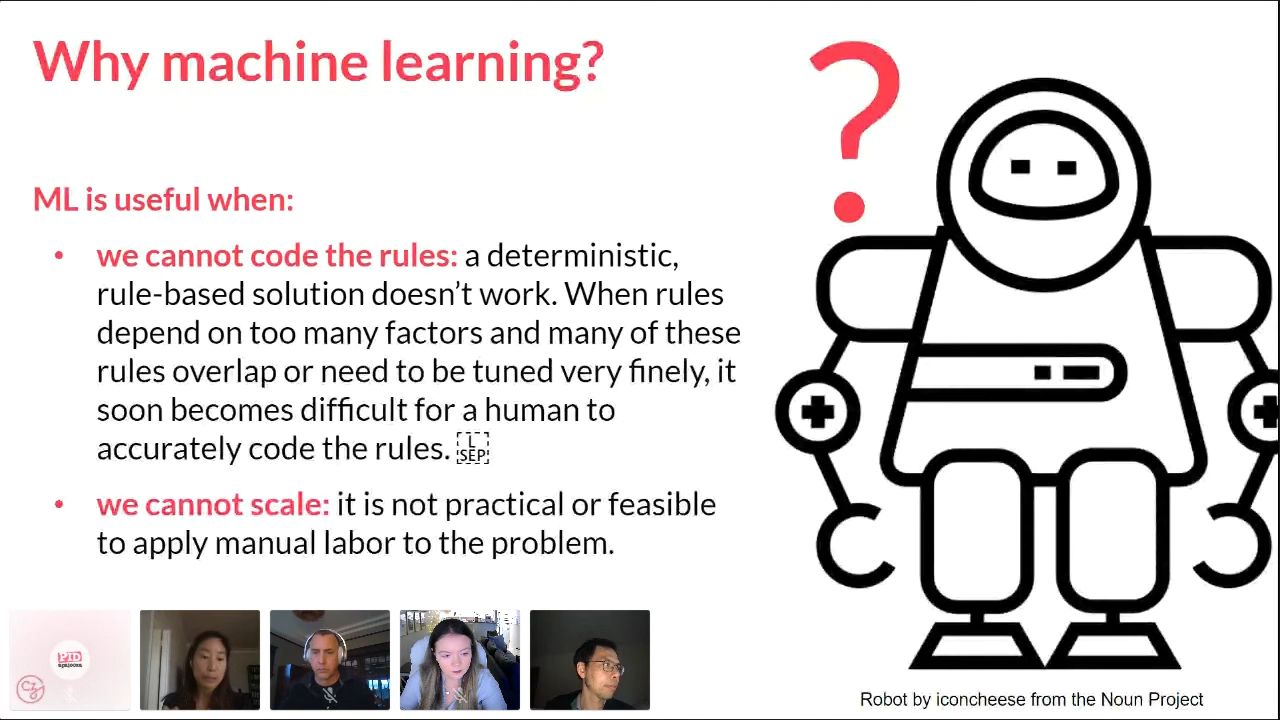 Why machine learning?
?
ML is useful when:
• we cannot code the rules: a deterministic,
rule-based solution doesn’t work. When rules
depend on too many factors and many of these
rules overlap or need to be tuned very finely, it
soon becomes difficult for a human to
accurately code the rules. L SEP
• we cannot scale: it is not practical or feasible
to apply manual labor to the problem.
PID
apalooza
Robot by iconcheese from the Noun Project